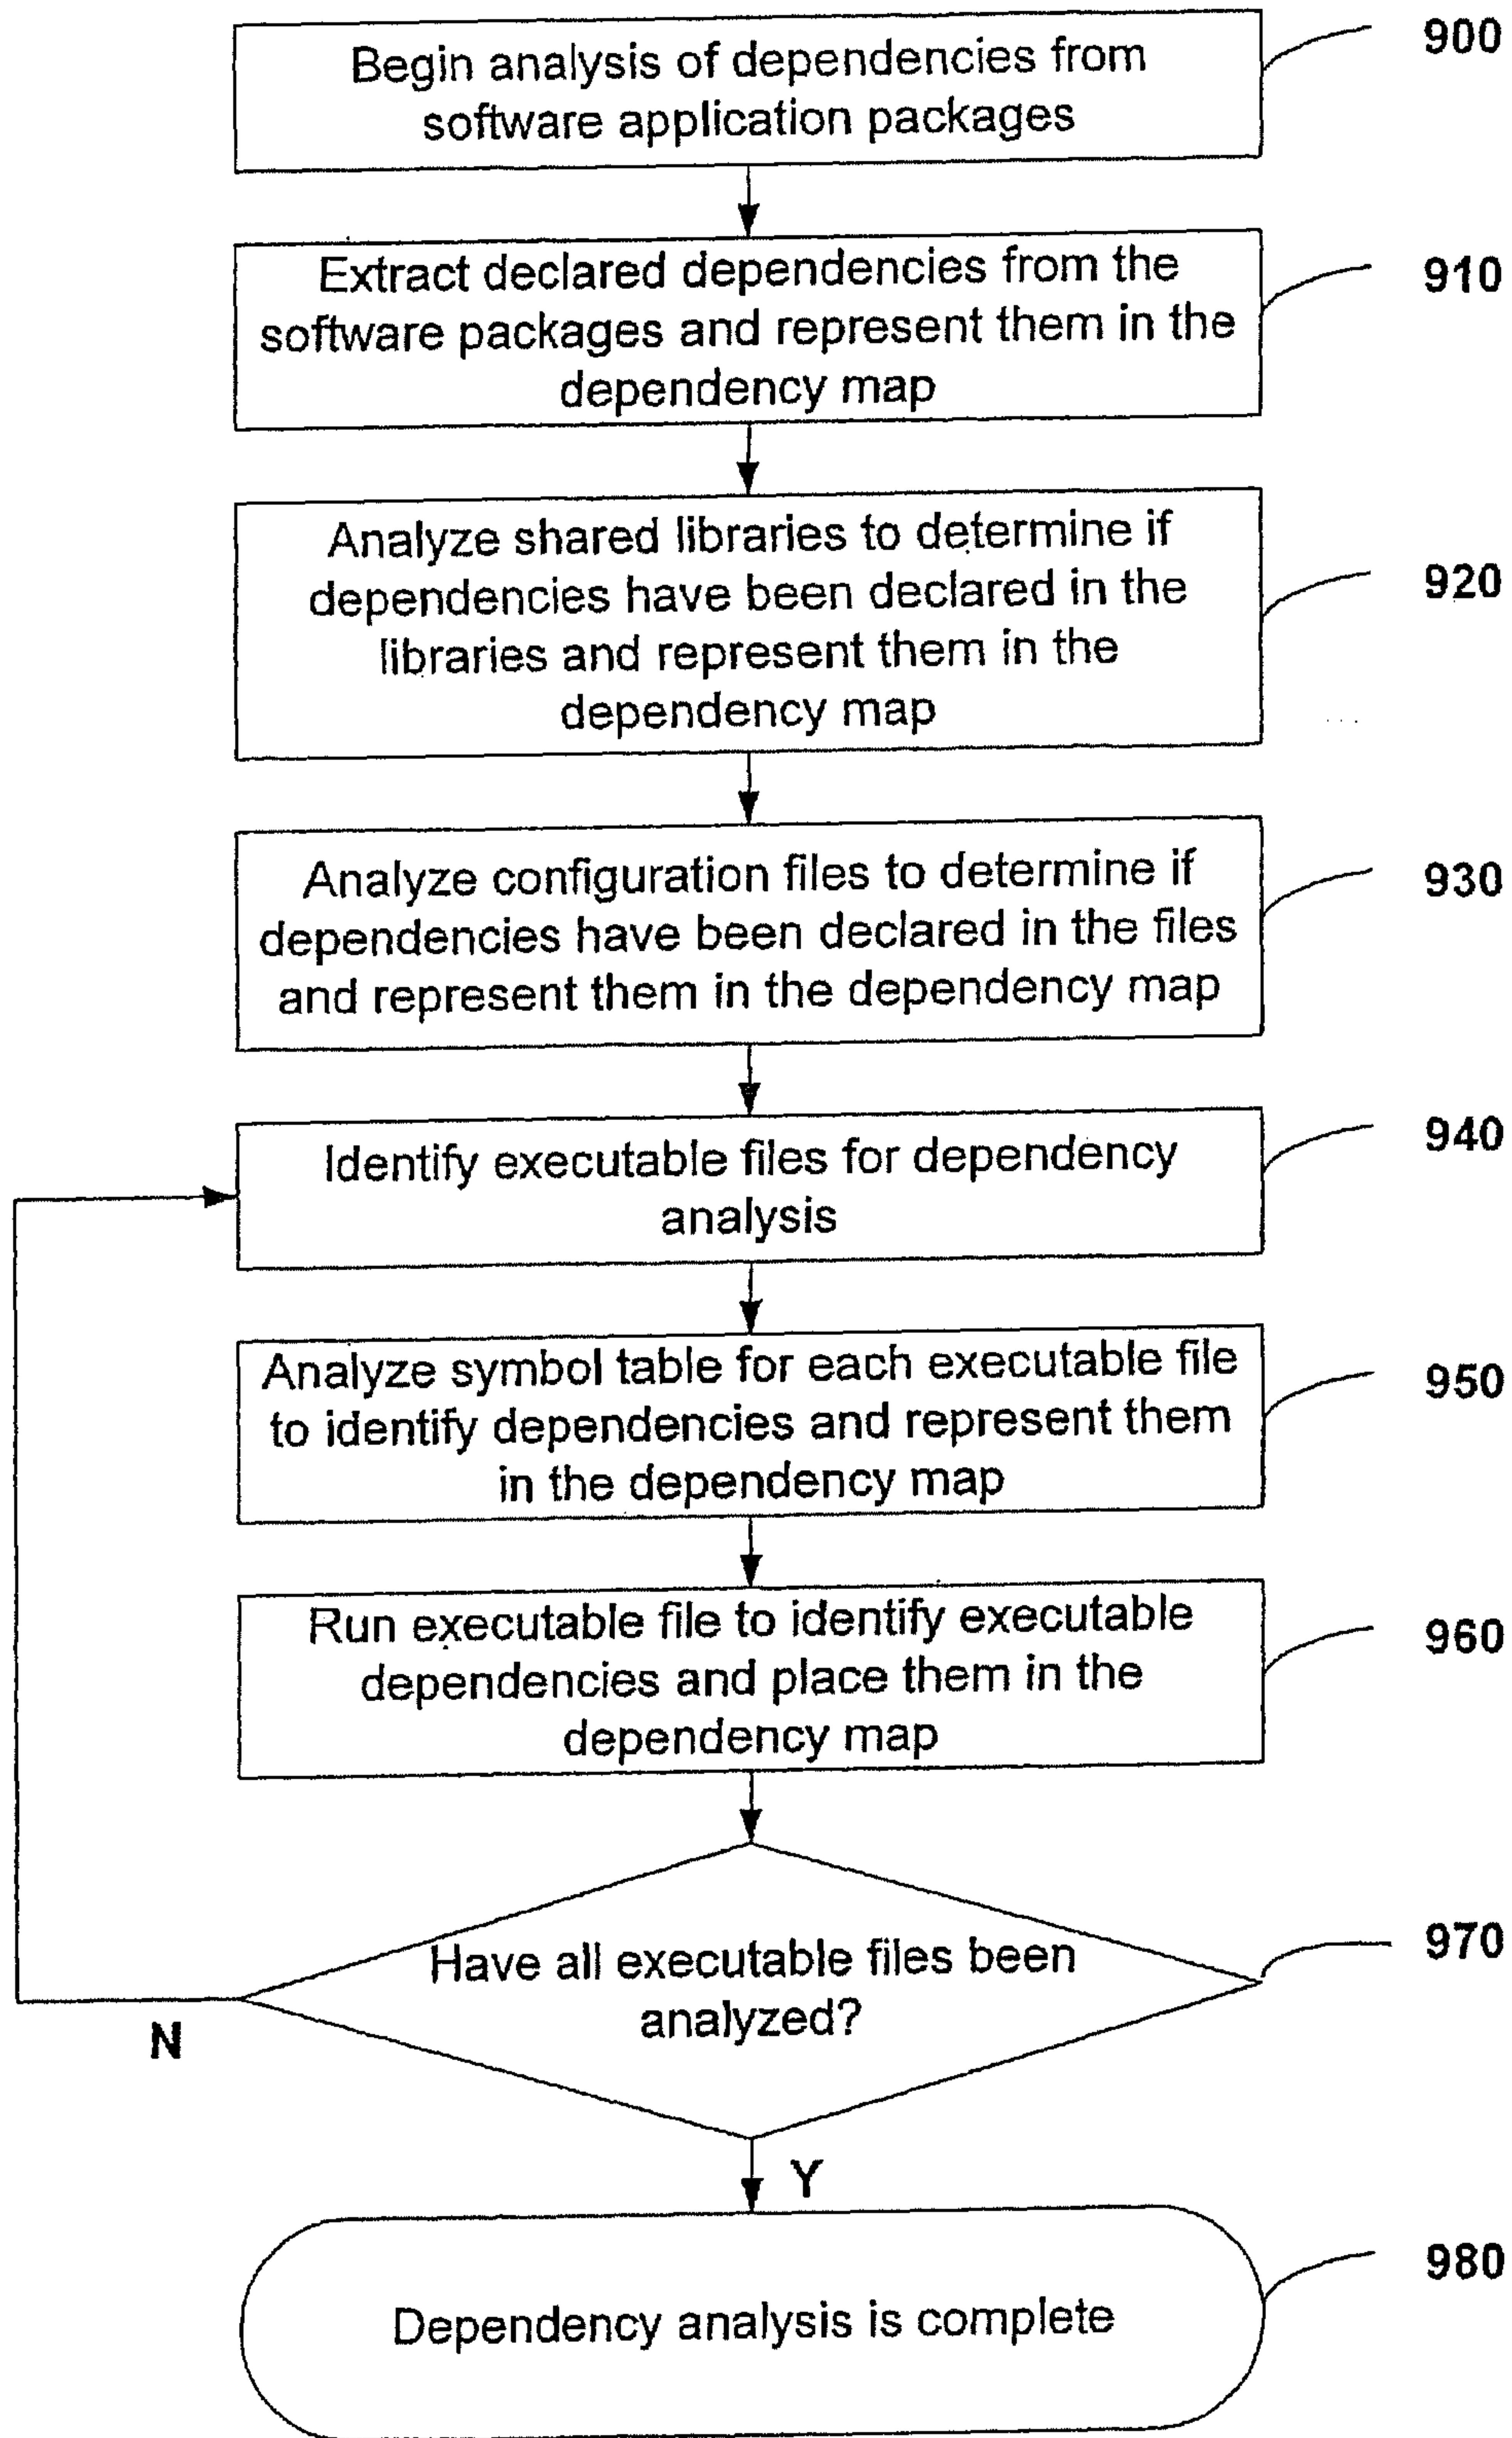 Begin analysis of dependencies from
software application packages
900
Extract declared dependencies from the
software packages and represent them in the
dependency map
910
Analyze shared libraries to determine if
dependencies have been declared in the
libraries and represent them in the
dependency map
920
Analyze configuration files to determine if
dependencies have been declared in the files
and represent them in the dependency map
930
Identify executable files for dependency
analysis
940
Analyze symbol table for each executable file
to identify dependencies and represent them
in the dependency map
950
Run executable file to identify executable
dependencies and place them in the
dependency map
960
Have all executable files been
analyzed?
970
N
Y
Dependency analysis is complete
980